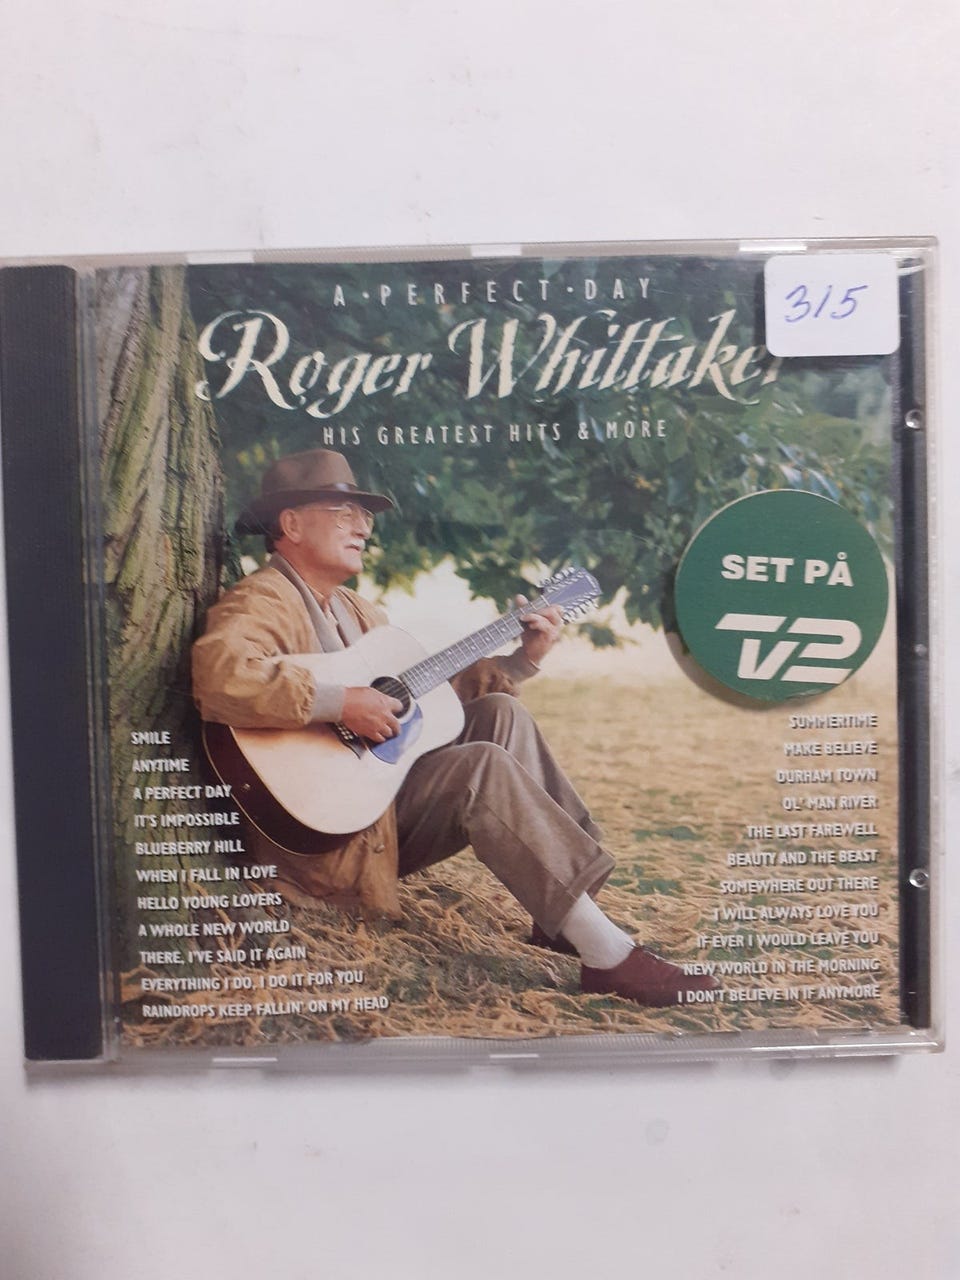 A • PERFECT • DAY
Roger Whittaker
HIS GREATEST HITS & MORE
315
SET PÅ
TV2
SMILE
ANYTIME
A PERFECT DAY
IT'S IMPOSSIBLE
BLUEBERRY HILL
WHEN I FALL IN LOVE
HELLO YOUNG LOVERS
A WHOLE NEW WORLD
THERE, I'VE SAID IT AGAIN
EVERYTHING I DO, I DO IT FOR YOU
RAINDROPS KEEP FALLIN' ON MY HEAD
SUMMERTIME
MAKE BELIEVE
DURHAM TOWN
OL' MAN RIVER
THE LAST FAREWELL
BEAUTY AND THE BEAST
SOMEWHERE OUT THERE
I WILL ALWAYS LOVE YOU
IF EVER I WOULD LEAVE YOU
NEW WORLD IN THE MORNING
I DON'T BELIEVE IN IF ANYMORE